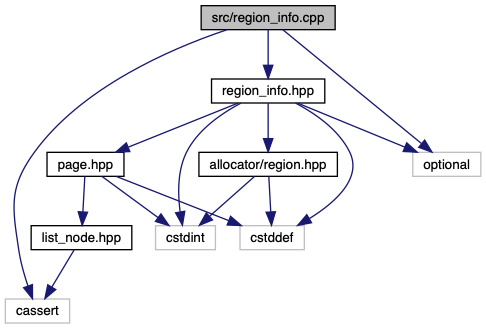 src/region_info.cpp
region_info.hpp
page.hpp
allocator/region.hpp
optional
list_node.hpp
cstdint
cstddef
cassert